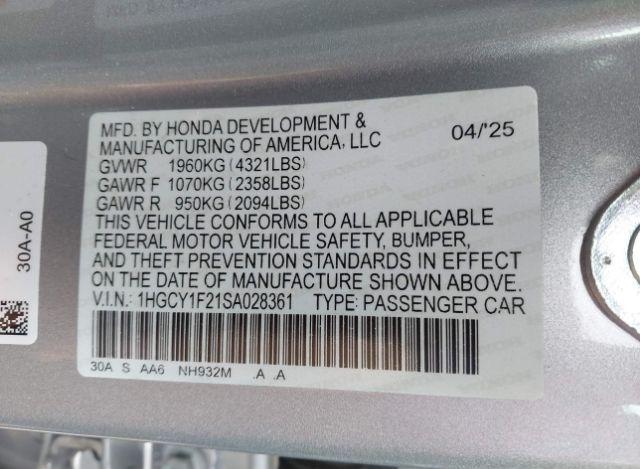 MFD. BY HONDA DEVELOPMENT &
MANUFACTURING OF AMERICA, LLC 04/'25
GVWR 1960KG (4321LBS)
GAWR F 1070KG (2358LBS)
GAWR R 950KG (2094LBS)
THIS VEHICLE CONFORMS TO ALL APPLICABLE
FEDERAL MOTOR VEHICLE SAFETY, BUMPER,
AND THEFT PREVENTION STANDARDS IN EFFECT
ON THE DATE OF MANUFACTURE SHOWN ABOVE.
V.I.N.: 1HGCY1F21SA028361 TYPE: PASSENGER CAR
30A S AA6 NH932M .A .A
30A-A0